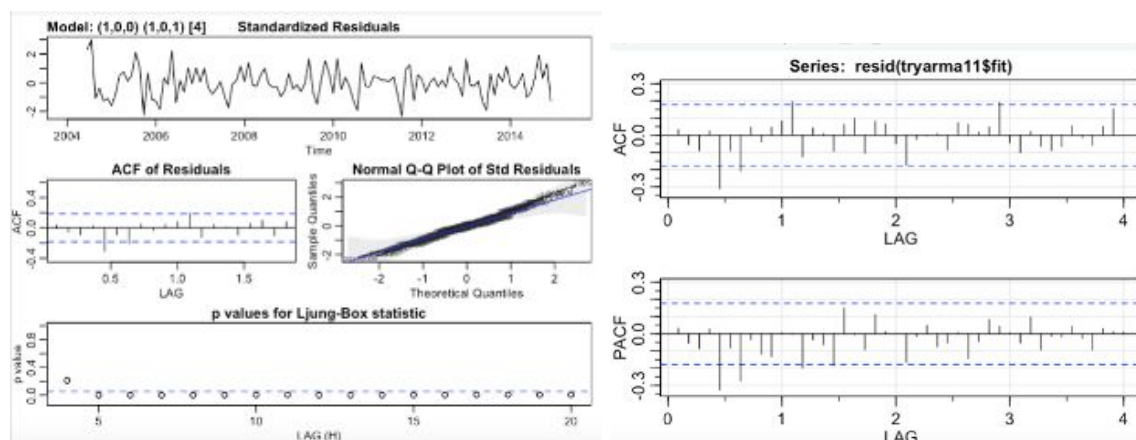 Model: (1,0,0) (1,0,1) [4] Standardized Residuals
2
0
-2
2004 2006 2008 2010 2012 2014
Time
ACF of Residuals
ACF
0.4
0.0
-0.4
0.5 1.0 1.5
LAG
Normal Q-Q Plot of Std Residuals
Sample Quantiles
2
0
-2
-2 -1 0 1 2
Theoretical Quantiles
p values for Ljung-Box statistic
p value
0.8
0.4
0.0
5 10 15 20
LAG (H)
Series: resid(tryarma11$fit)
ACF
0.3
0.0
-0.3
0 1 2 3 4
LAG
PACF
0.3
0.0
-0.3
0 1 2 3 4
LAG